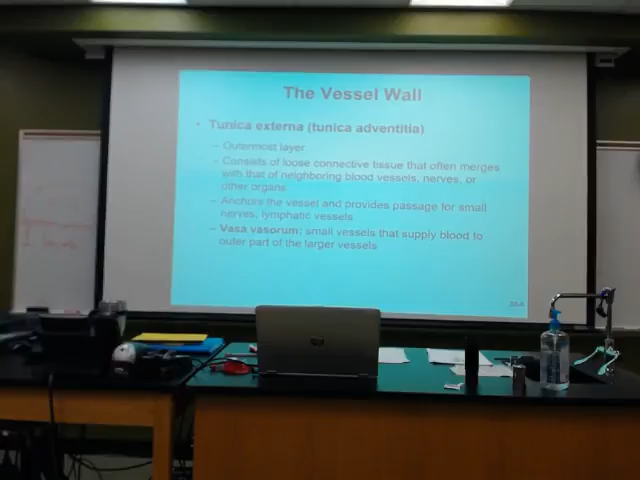 The Vessel Wall
• Tunica externa (tunica adventitia)
– Outermost layer
– Consists of loose connective tissue that often merges
with that of neighboring blood vessels, nerves, or
other organs
– Anchors the vessel and provides passage for small
nerves, lymphatic vessels
– Vasa vasorum: small vessels that supply blood to
outer part of the larger vessels
hp